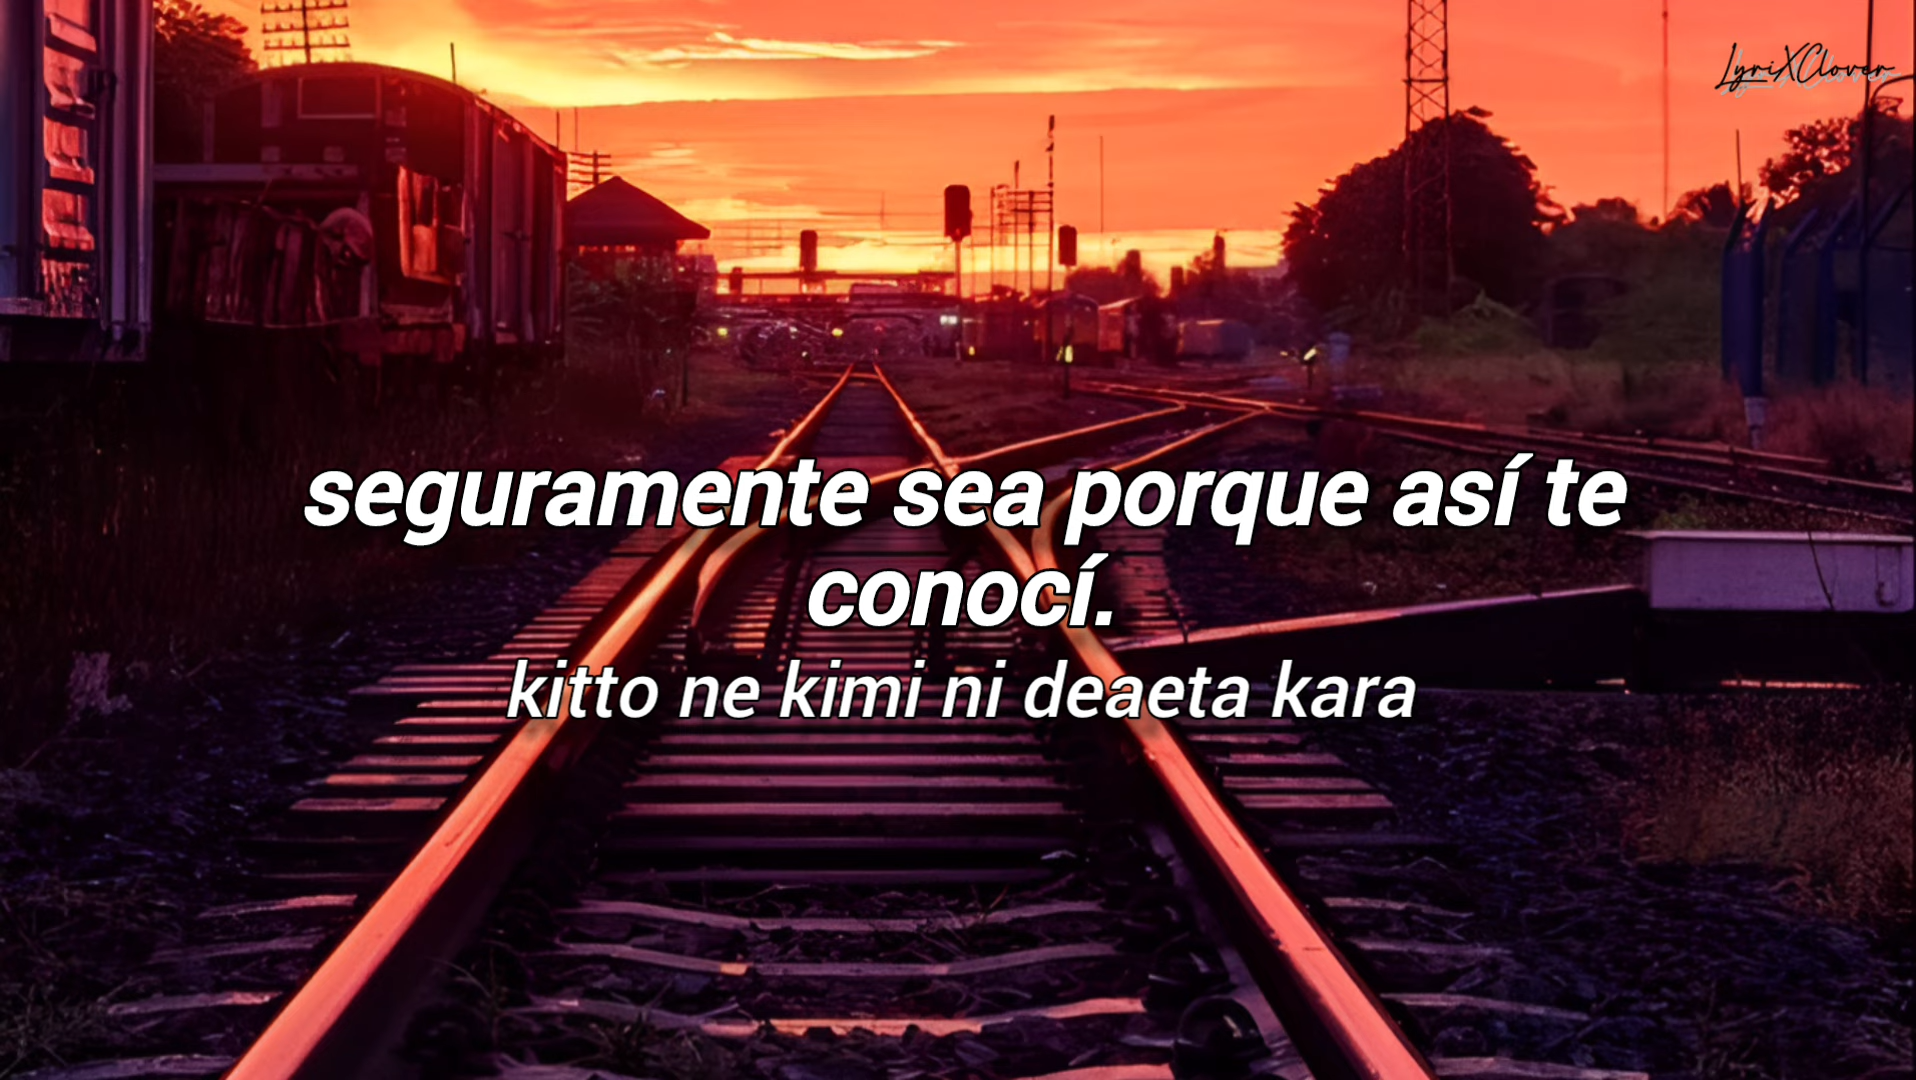 LyriXClover
seguramente sea porque así te
conocí.
kitto ne kimi ni deaeta kara